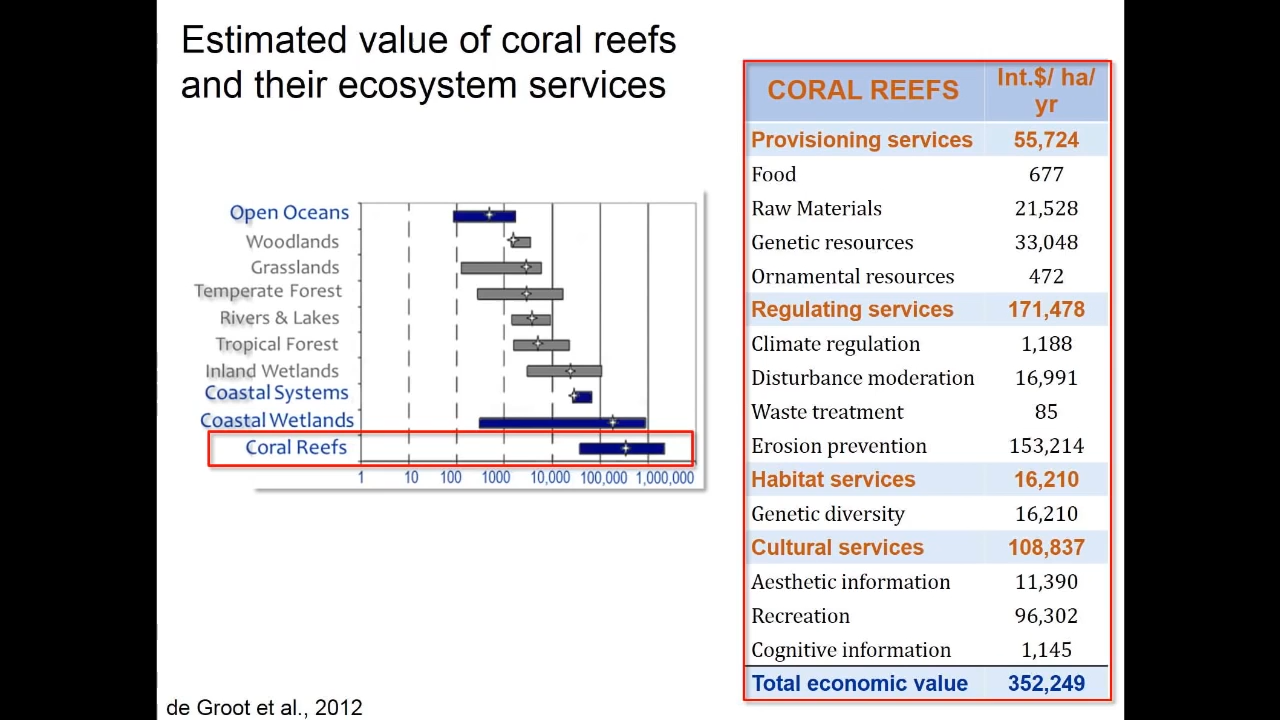 Estimated value of coral reefs
and their ecosystem services
Open Oceans
Woodlands
Grasslands
Temperate Forest
Rivers & Lakes
Tropical Forest
Inland Wetlands
Coastal Systems
Coastal Wetlands
Coral Reefs
1 10 100 1000 10,000 100,000 1,000,000
CORAL REEFS Int.$/ ha/
yr
Provisioning services 55,724
Food 677
Raw Materials 21,528
Genetic resources 33,048
Ornamental resources 472
Regulating services 171,478
Climate regulation 1,188
Disturbance moderation 16,991
Waste treatment 85
Erosion prevention 153,214
Habitat services 16,210
Genetic diversity 16,210
Cultural services 108,837
Aesthetic information 11,390
Recreation 96,302
Cognitive information 1,145
Total economic value 352,249
de Groot et al., 2012